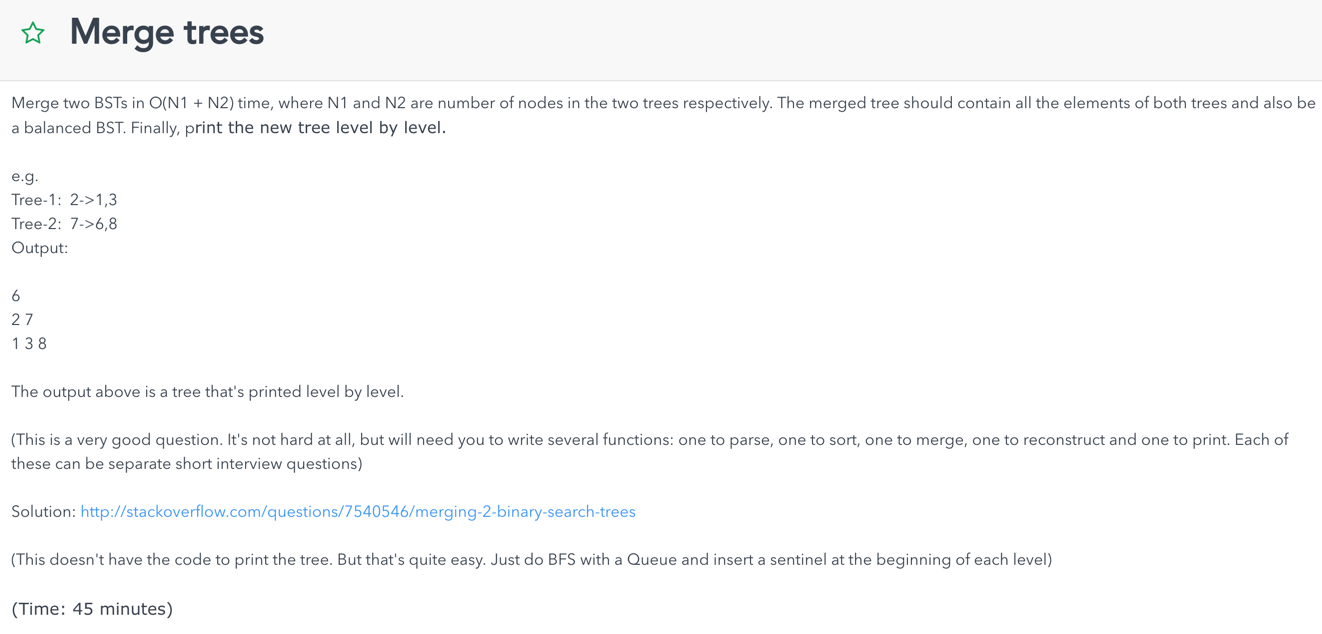 Merge trees
Merge two BSTs in O(N1 + N2) time, where N1 and N2 are number of nodes in the two trees respectively. The merged tree should contain all the elements of both trees and also be
a balanced BST. Finally, print the new tree level by level.
e.g.
Tree-1:  2->1,3
Tree-2:  7->6,8
Output:
6
2 7
1 3 8
The output above is a tree that's printed level by level.
(This is a very good question. It's not hard at all, but will need you to write several functions: one to parse, one to sort, one to merge, one to reconstruct and one to print. Each of
these can be separate short interview questions)
Solution: http://stackoverflow.com/questions/7540546/merging-2-binary-search-trees
(This doesn't have the code to print the tree. But that's quite easy. Just do BFS with a Queue and insert a sentinel at the beginning of each level)
(Time: 45 minutes)